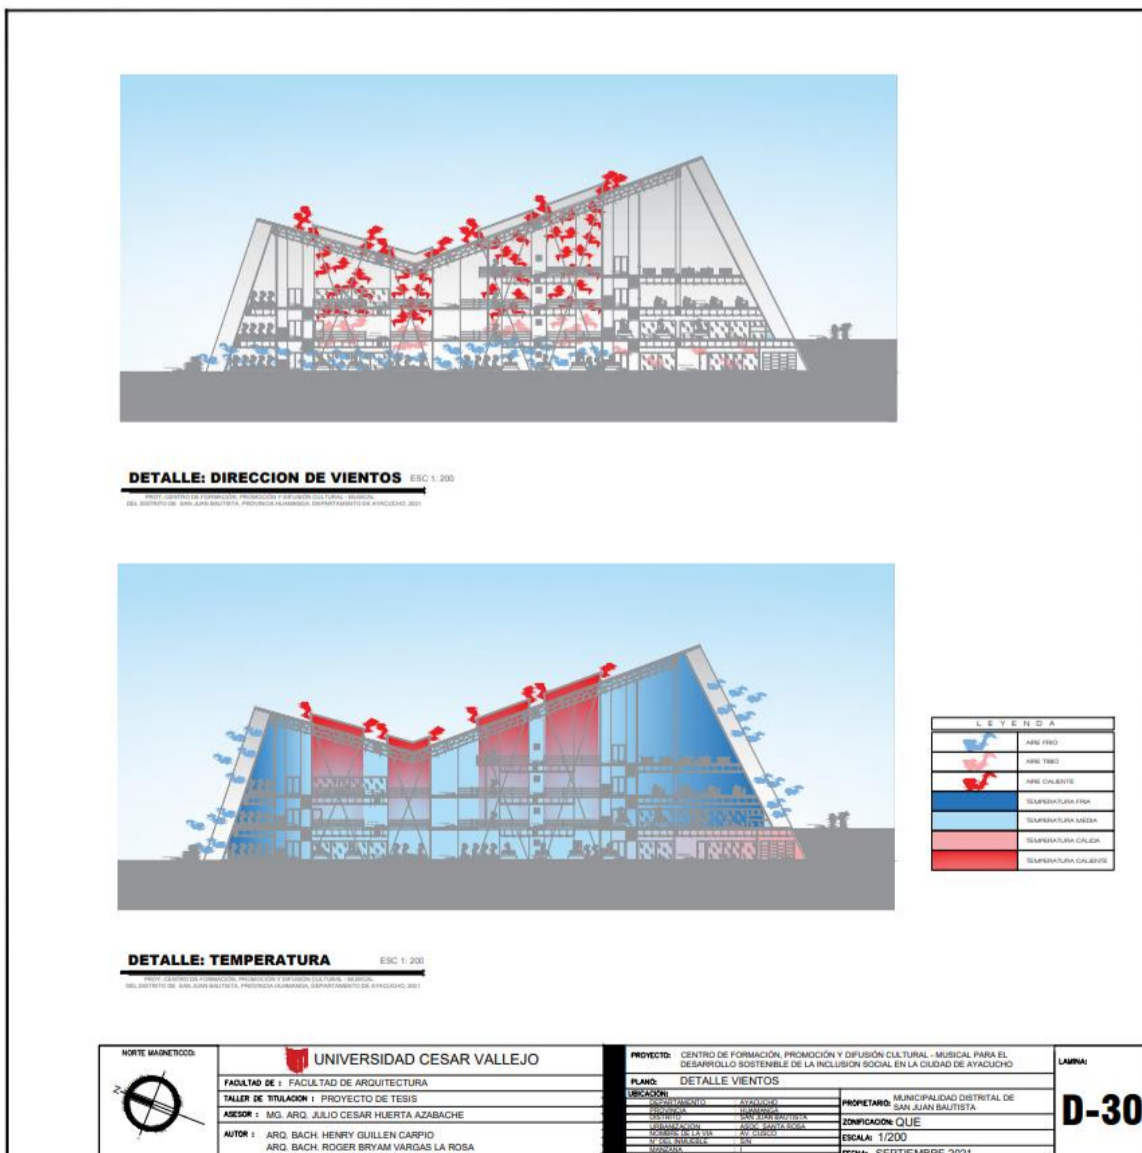 DETALLE: DIRECCION DE VIENTOS ESC 1: 200
PROY: CENTRO DE FORMACIÓN, PROMOCIÓN Y DIFUSIÓN CULTURAL - MUSICAL
DEL DISTRITO DE SAN JUAN BAUTISTA, PROVINCIA HUAMANGA, DEPARTAMENTO DE AYACUCHO, 2021
LEYENDA
AIRE FRIO
AIRE TIBIO
AIRE CALIENTE
TEMPERATURA FRIA
TEMPERATURA MEDIA
TEMPERATURA CALIDA
TEMPERATURA CALIENTE
DETALLE: TEMPERATURA ESC 1: 200
PROY: CENTRO DE FORMACIÓN, PROMOCIÓN Y DIFUSIÓN CULTURAL - MUSICAL
DEL DISTRITO DE SAN JUAN BAUTISTA, PROVINCIA HUAMANGA, DEPARTAMENTO DE AYACUCHO, 2021
NORTE MAGNETICCO:
N
UNIVERSIDAD CESAR VALLEJO
FACULTAD DE : FACULTAD DE ARQUITECTURA
TALLER DE TITULACION : PROYECTO DE TESIS
ASESOR : MG. ARQ. JULIO CESAR HUERTA AZABACHE
AUTOR : ARQ. BACH. HENRY GUILLEN CARPIO
ARQ. BACH. ROGER BRYAM VARGAS LA ROSA
PROYECTO: CENTRO DE FORMACIÓN, PROMOCIÓN Y DIFUSIÓN CULTURAL - MUSICAL PARA EL
DESARROLLO SOSTENIBLE DE LA INCLUSION SOCIAL EN LA CIUDAD DE AYACUCHO
PLANO: DETALLE VIENTOS
UBICACIÓN:
DEPARTAMENTO : AYACUCHO
PROVINCIA : HUAMANGA
DISTRITO : SAN JUAN BAUTISTA
URBANIZACIÓN : ASOC. SANTA ROSA
NOMBRE DE LA VIA : AV. CUSCO
N° DEL INMUEBLE : S/N
MANZANA : I
PROPIETARIO: MUNICIPALIDAD DISTRITAL DE
SAN JUAN BAUTISTA
ZONIFICACION: QUE
ESCALA: 1/200
FECHA: SEPTIEMBRE 2021
LAMINA:
D-30